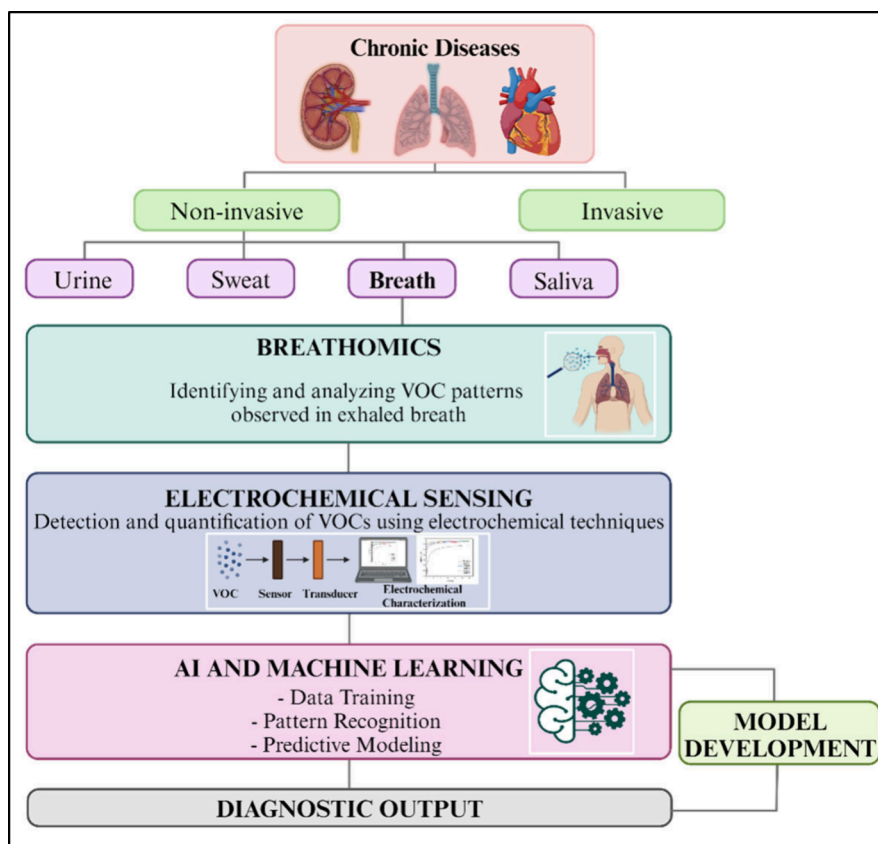 Chronic Diseases
Non-invasive
Invasive
Urine
Sweat
Breath
Saliva
BREATHOMICS
Identifying and analyzing VOC patterns
observed in exhaled breath
ELECTROCHEMICAL SENSING
Detection and quantification of VOCs using electrochemical techniques
VOC
Sensor
Transducer
Electrochemical
Characterization
AI AND MACHINE LEARNING
- Data Training
- Pattern Recognition
- Predictive Modeling
MODEL
DEVELOPMENT
DIAGNOSTIC OUTPUT